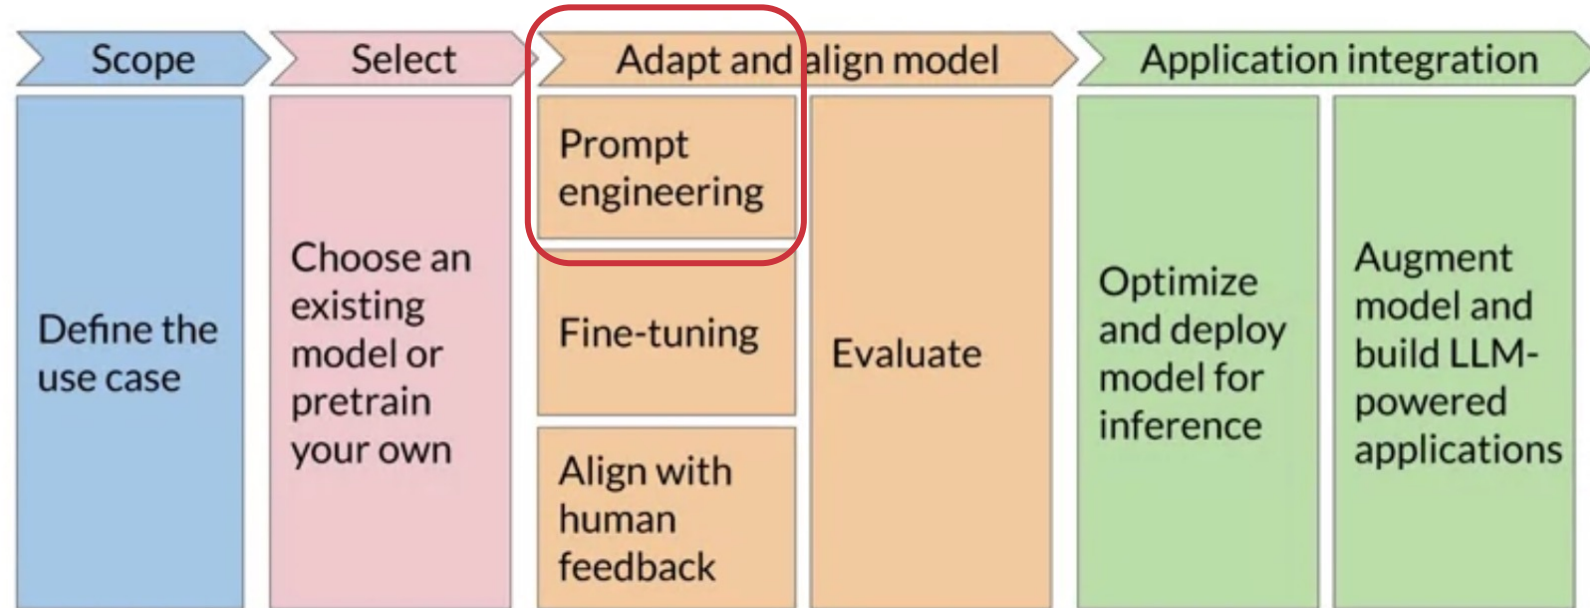 Scope
Select
Adapt and align model
Application integration
Define the
use case
Choose an
existing
model or
pretrain
your own
Prompt
engineering
Fine-tuning
Align with
human
feedback
Evaluate
Optimize
and deploy
model for
inference
Augment
model and
build LLM-
powered
applications